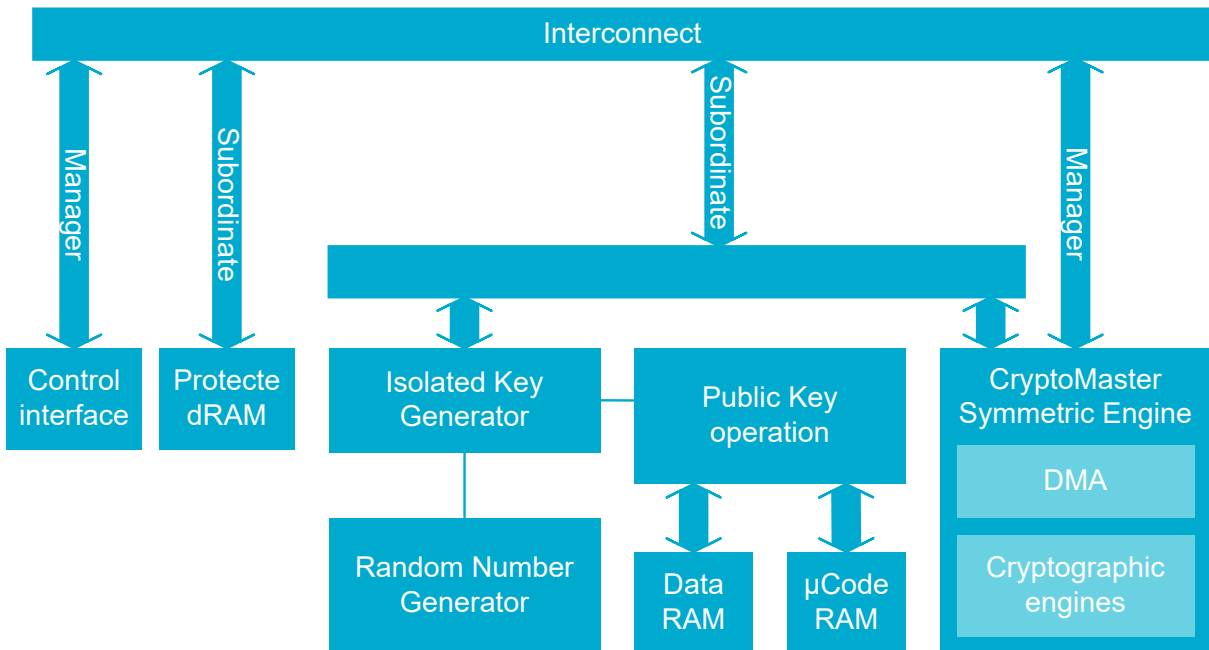 Interconnect
Manager
Subordinate
Subordinate
Manager
Control
interface
Protecte
dRAM
Isolated Key
Generator
Public Key
operation
CryptoMaster
Symmetric Engine
DMA
Random Number
Generator
Data
RAM
µCode
RAM
Cryptographic
engines